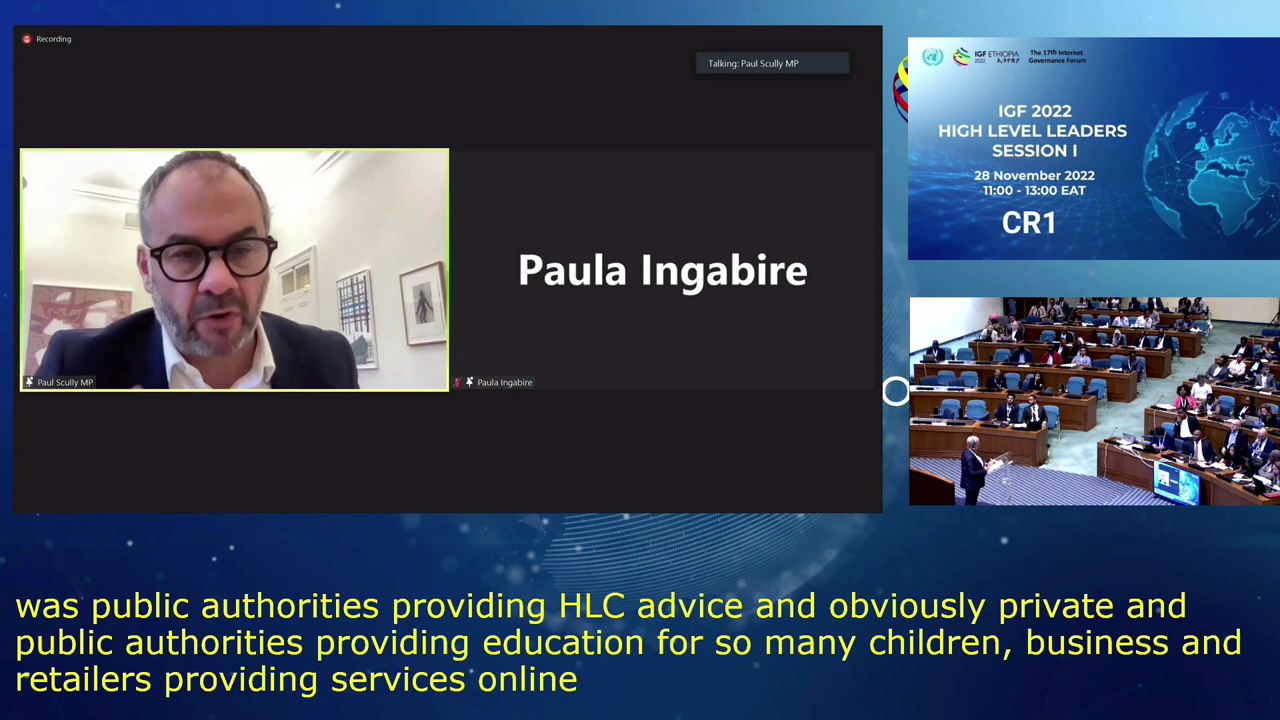 Recording
Talking: Paul Scully MP
Paula Ingabire
Paul Scully MP
Paula Ingabire
IGF ETHIOPIA
2022 ኢትዮጵያ
The 17th Internet
Governance Forum
IGF 2022
HIGH LEVEL LEADERS
SESSION I
28 November 2022
11:00 - 13:00 EAT
CR1
was public authorities providing HLC advice and obviously private and
public authorities providing education for so many children, business and
retailers providing services online